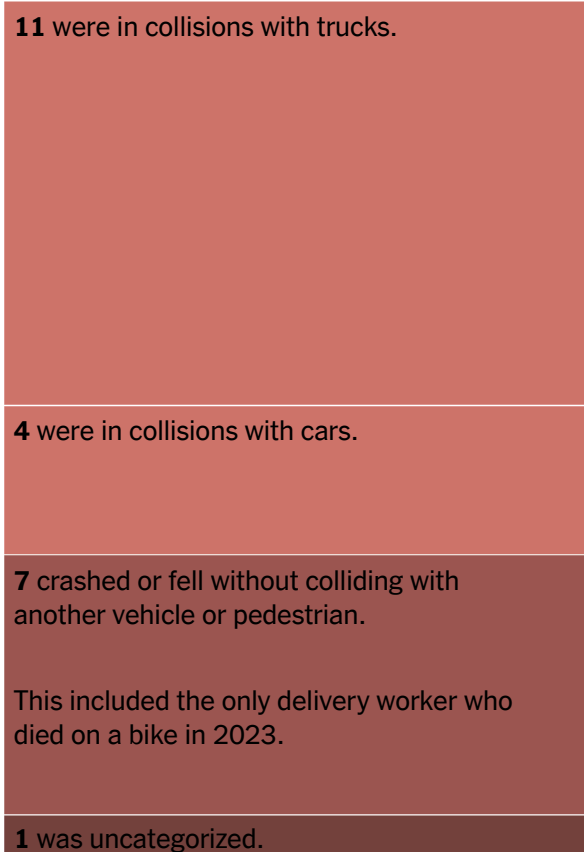 11 were in collisions with trucks.
4 were in collisions with cars.
7 crashed or fell without colliding with
another vehicle or pedestrian.
This included the only delivery worker who
died on a bike in 2023.
1 was uncategorized.